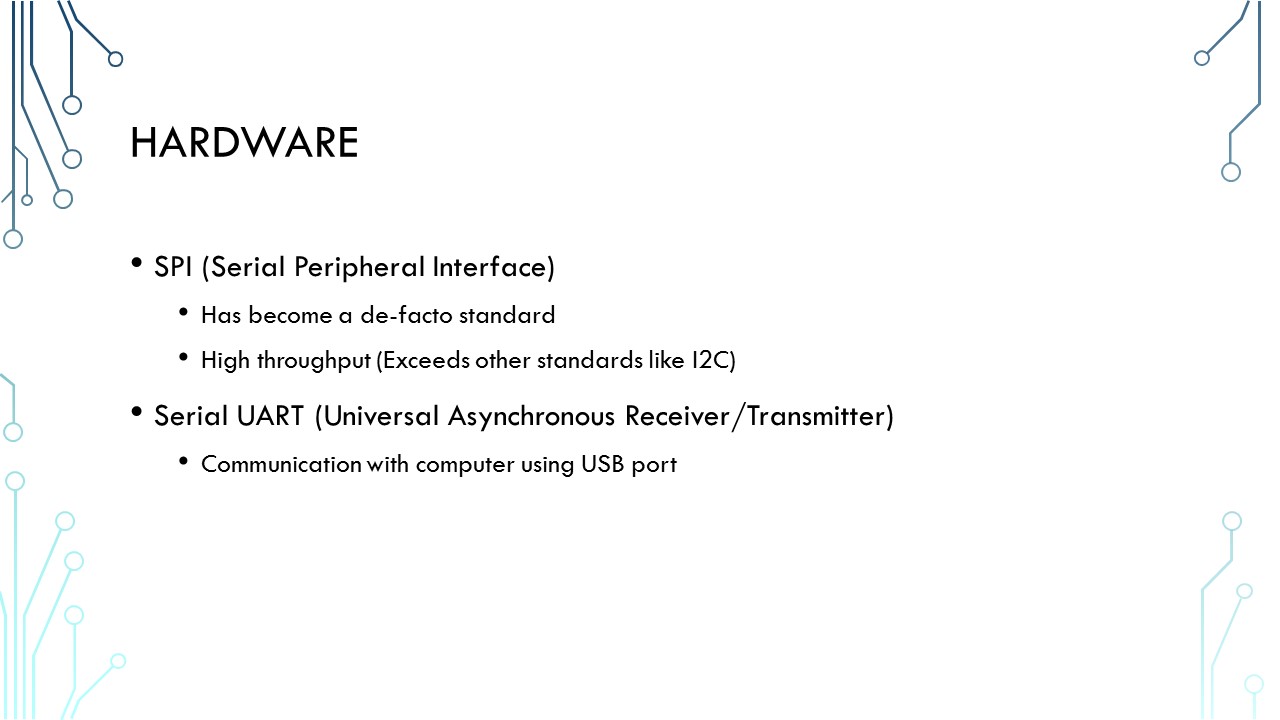 HARDWARE
• SPI (Serial Peripheral Interface)
• Has become a de-facto standard
• High throughput (Exceeds other standards like I2C)
• Serial UART (Universal Asynchronous Receiver/Transmitter)
• Communication with computer using USB port